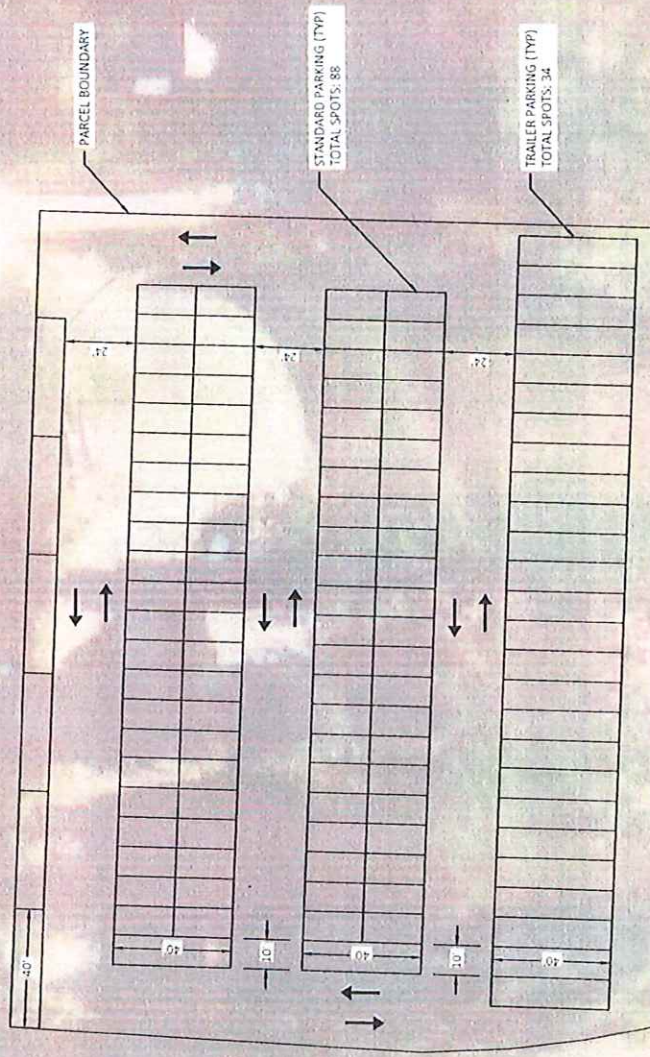 PARCEL BOUNDARY
STANDARD PARKING (TYP)
TOTAL SPOTS: 88
TRAILER PARKING (TYP)
TOTAL SPOTS: 34
24'
24'
24'
40'
40'
10'
40'
10'
40'